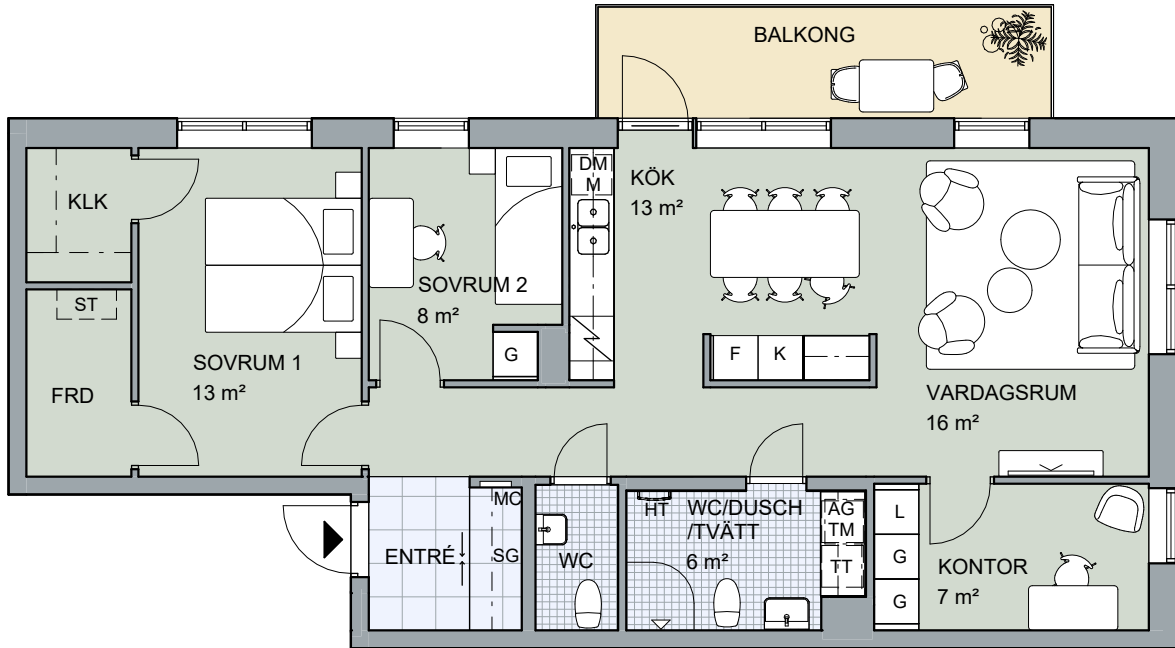 BALKONG
KLK
ST
FRD
SOVRUM 1
13 m²
SOVRUM 2
8 m²
G
DM
M
KÖK
13 m²
F
K
VARDAGSRUM
16 m²
ENTRÉ
MC
SG
WC
HT
WC/DUSCH
/TVÄTT
6 m²
AG
TM
TT
L
G
G
KONTOR
7 m²